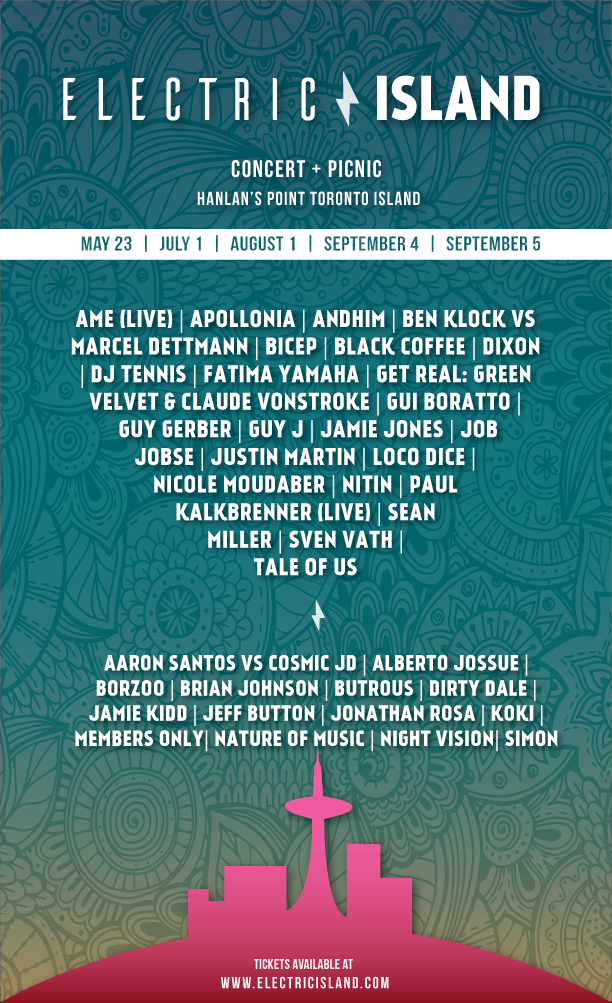 ELECTRIC ISLAND
CONCERT + PICNIC
HANLAN'S POINT TORONTO ISLAND
MAY 23 | JULY 1 | AUGUST 1 | SEPTEMBER 4 | SEPTEMBER 5
AME (LIVE) | APOLLONIA | ANDHIM | BEN KLOCK VS
MARCEL DETTMANN | BICEP | BLACK COFFEE | DIXON
| DJ TENNIS | FATIMA YAMAHA | GET REAL: GREEN
VELVET & CLAUDE VONSTROKE | GUI BORATTO |
GUY GERBER | GUY J | JAMIE JONES | JOB
JOBSE | JUSTIN MARTIN | LOCO DICE |
NICOLE MOUDABER | NITIN | PAUL
KALKBRENNER (LIVE) | SEAN
MILLER | SVEN VATH |
TALE OF US
AARON SANTOS VS COSMIC JD | ALBERTO JOSSUE |
BORZOO | BRIAN JOHNSON | BUTROUS | DIRTY DALE |
JAMIE KIDD | JEFF BUTTON | JONATHAN ROSA | KOKI |
MEMBERS ONLY| NATURE OF MUSIC | NIGHT VISION| SIMON
TICKETS AVAILABLE AT
WWW.ELECTRICISLAND.COM